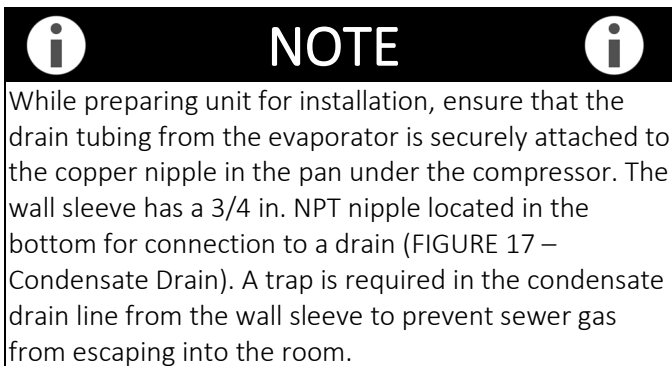 NOTE
While preparing unit for installation, ensure that the
drain tubing from the evaporator is securely attached to
the copper nipple in the pan under the compressor. The
wall sleeve has a 3/4 in. NPT nipple located in the
bottom for connection to a drain (FIGURE 17 –
Condensate Drain). A trap is required in the condensate
drain line from the wall sleeve to prevent sewer gas
from escaping into the room.